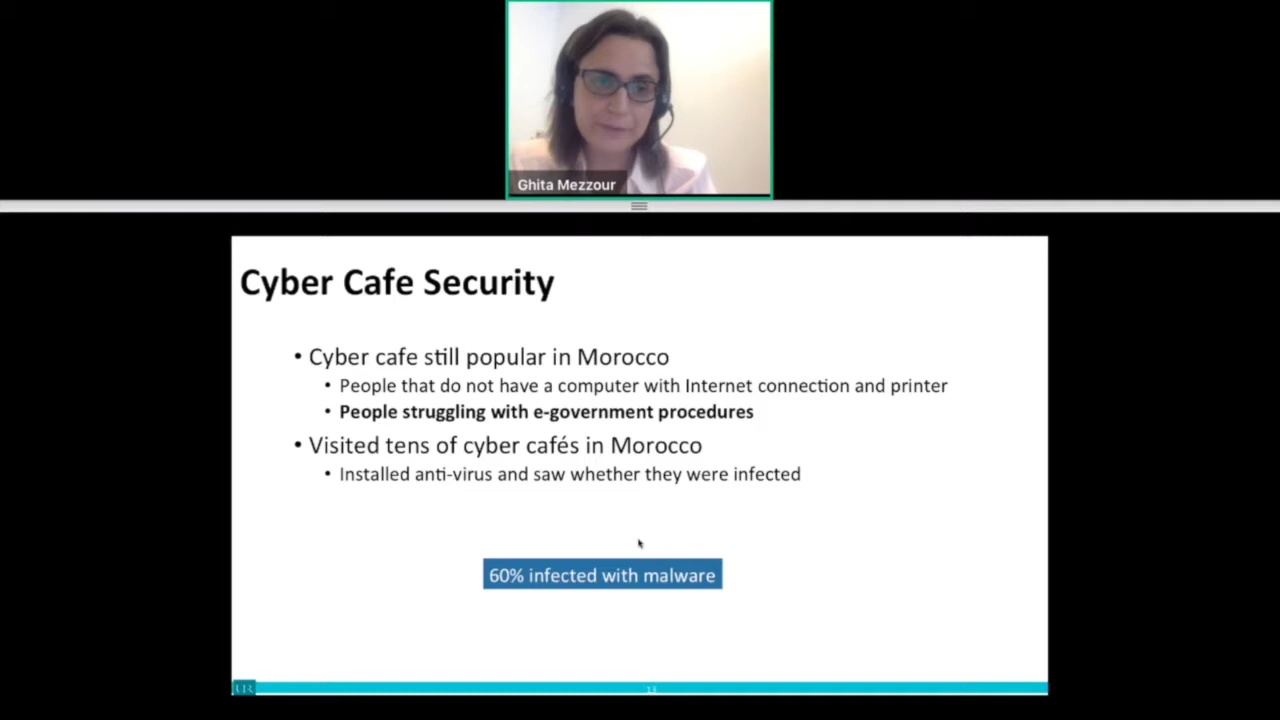 Ghita Mezzour
Cyber Cafe Security
• Cyber cafe still popular in Morocco
• People that do not have a computer with Internet connection and printer
• People struggling with e-government procedures
• Visited tens of cyber cafés in Morocco
• Installed anti-virus and saw whether they were infected
60% infected with malware
UIR
13